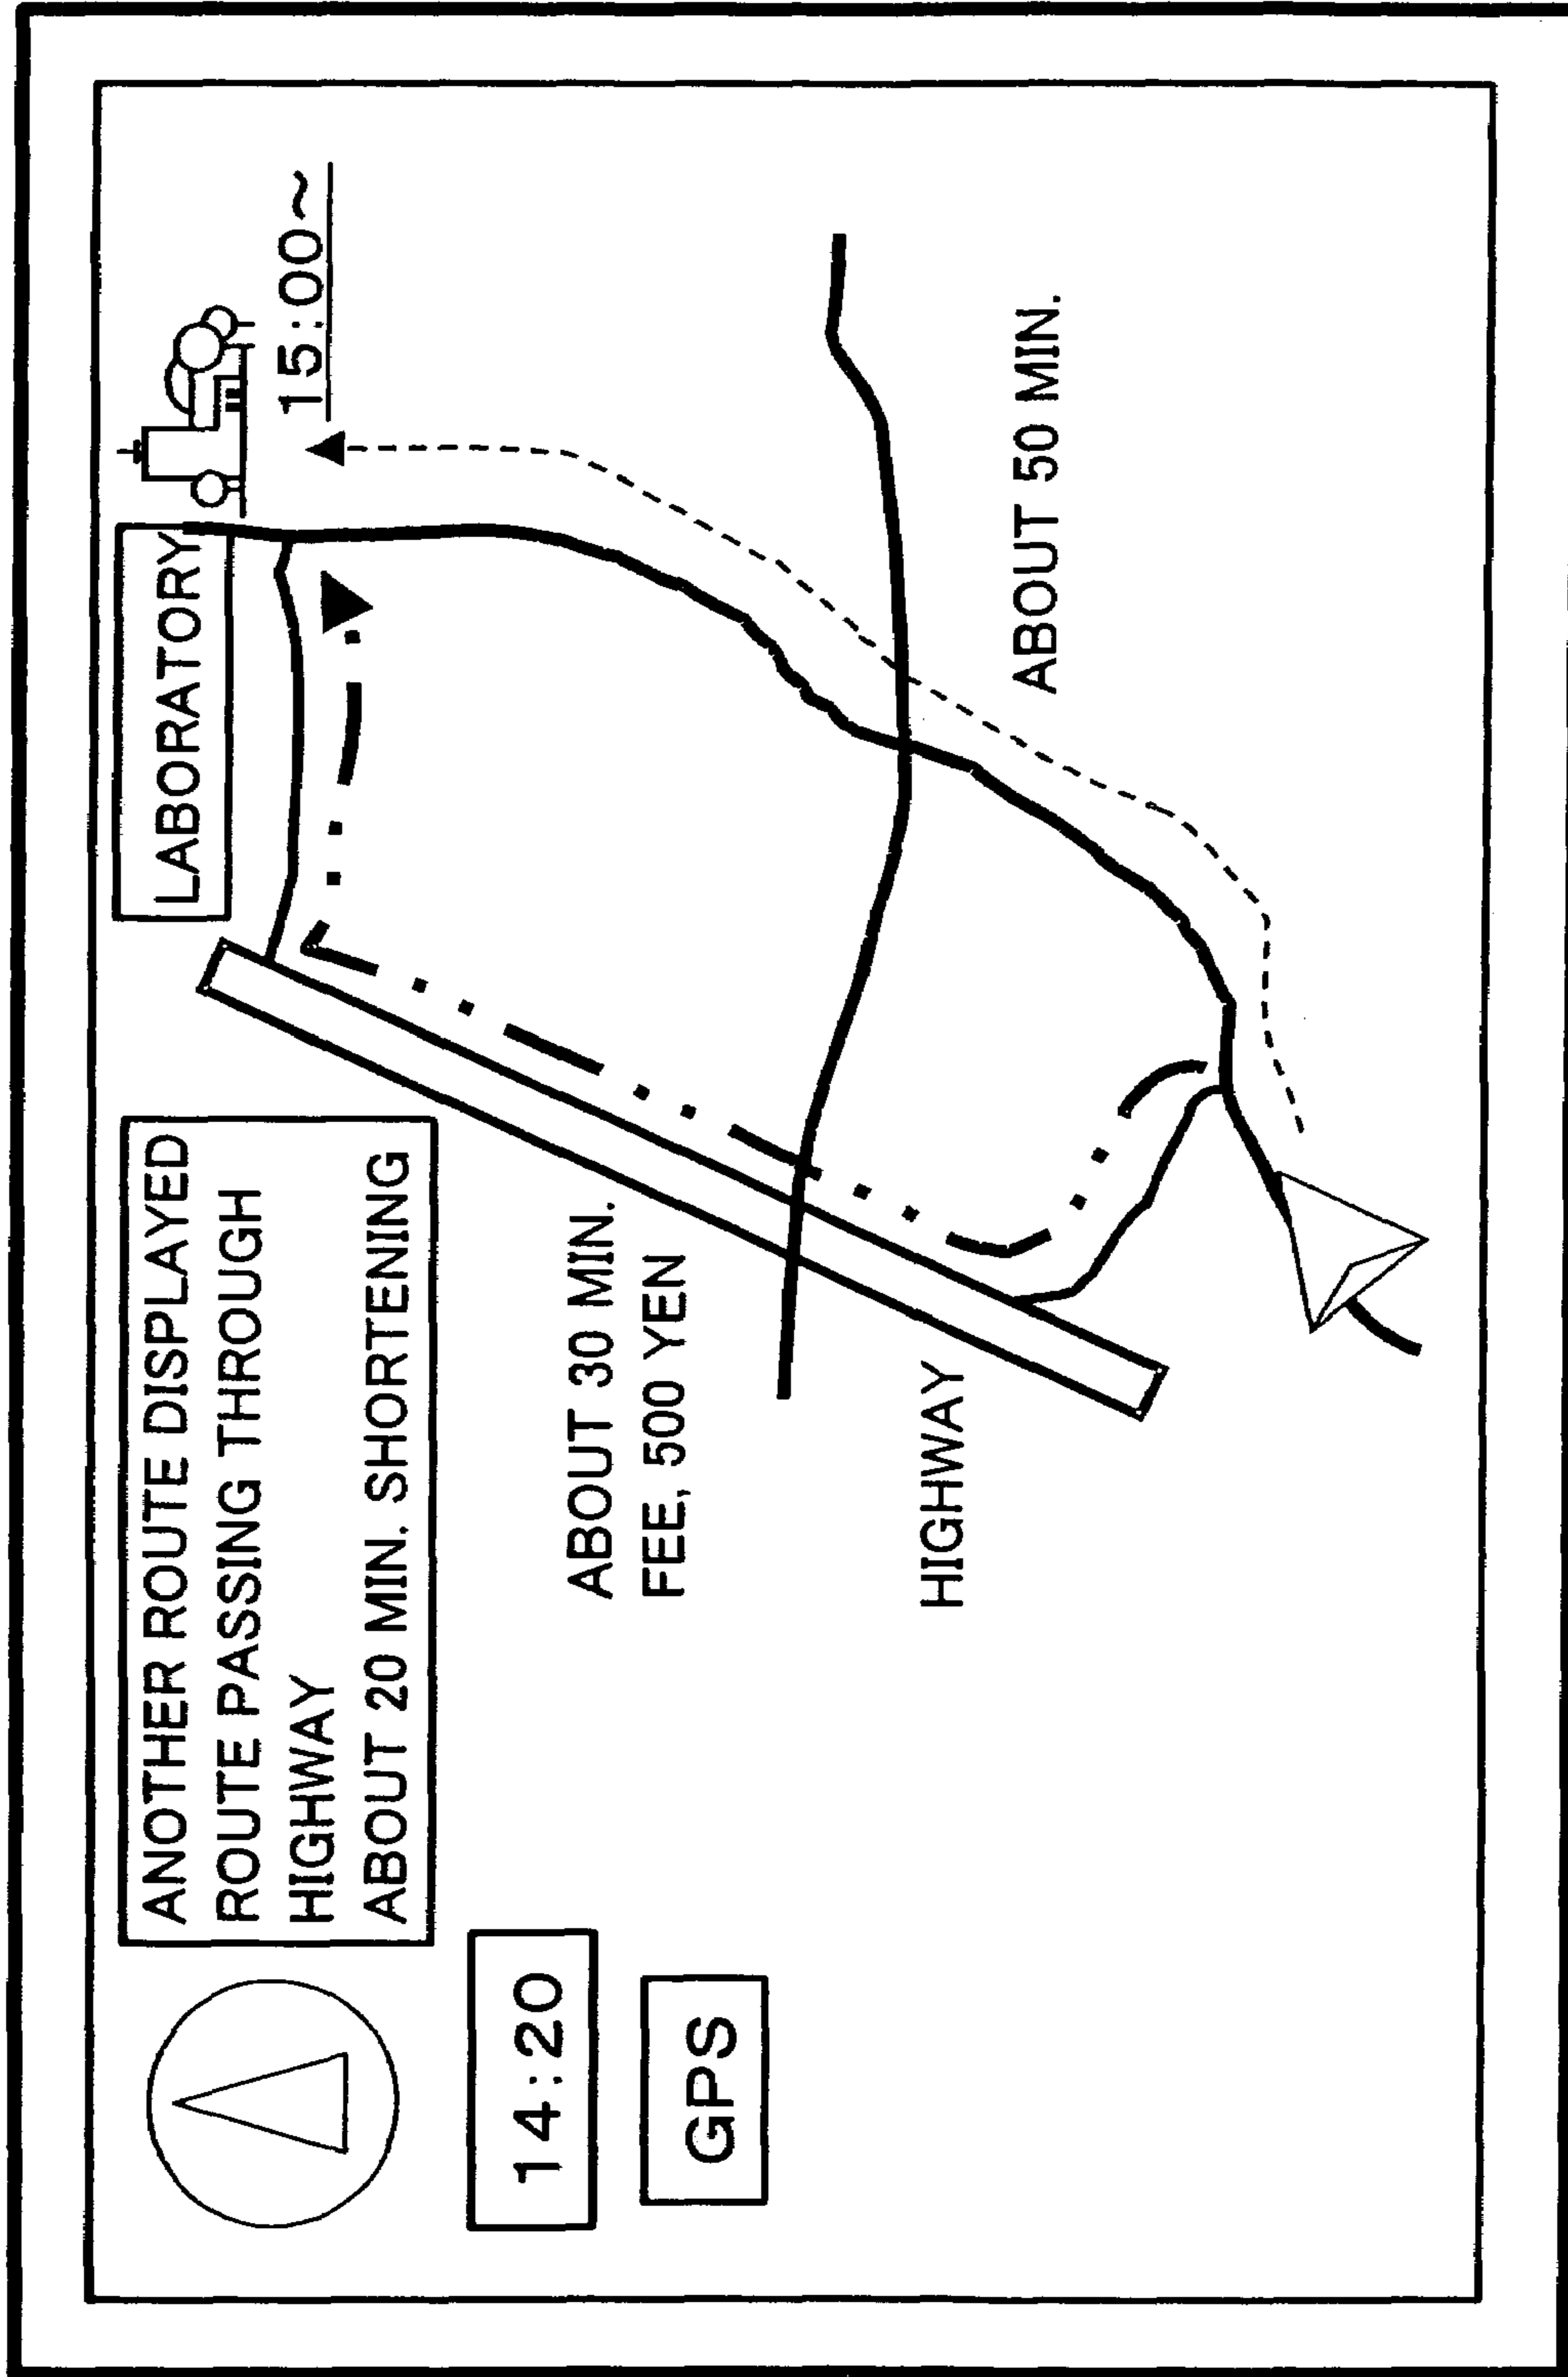 ANOTHER ROUTE DISPLAYED
ROUTE PASSING THROUGH
HIGHWAY
ABOUT 20 MIN. SHORTENING
LABORATORY
15:00~
14:20
GPS
ABOUT 30 MIN.
FEE, 500 YEN
HIGHWAY
ABOUT 50 MIN.